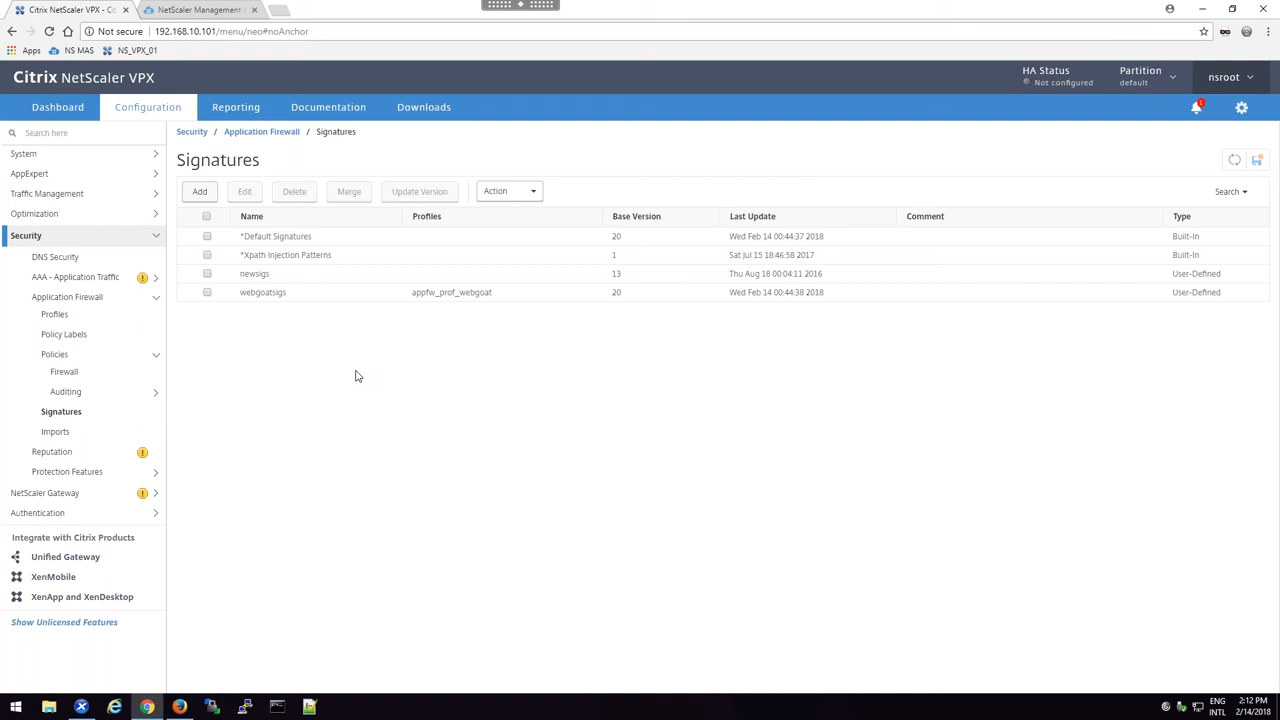 Citrix NetScaler VPX - Co
NetScaler Management A
Not secure
192.168.10.101/menu/neo#noAnchor
Apps
NS MAS
NS_VPX_01
Citrix NetScaler VPX
HA Status
Not configured
Partition
default
nsroot
Dashboard
Configuration
Reporting
Documentation
Downloads
1
Search here
System
AppExpert
Traffic Management
Optimization
Security
DNS Security
AAA - Application Traffic
Application Firewall
Profiles
Policy Labels
Policies
Firewall
Auditing
Signatures
Imports
Reputation
Protection Features
NetScaler Gateway
Authentication
Integrate with Citrix Products
Unified Gateway
XenMobile
XenApp and XenDesktop
Show Unlicensed Features
Security / Application Firewall / Signatures
Signatures
Add Edit Delete Merge Update Version Action
Search
Name Profiles Base Version Last Update Comment Type
*Default Signatures 20 Wed Feb 14 00:44:37 2018 Built-In
*Xpath Injection Patterns 1 Sat Jul 15 18:46:58 2017 Built-In
newsigs 13 Thu Aug 18 00:04:11 2016 User-Defined
webgoatsigs appfw_prof_webgoat 20 Wed Feb 14 00:44:38 2018 User-Defined
ENG
INTL
2:12 PM
2/14/2018